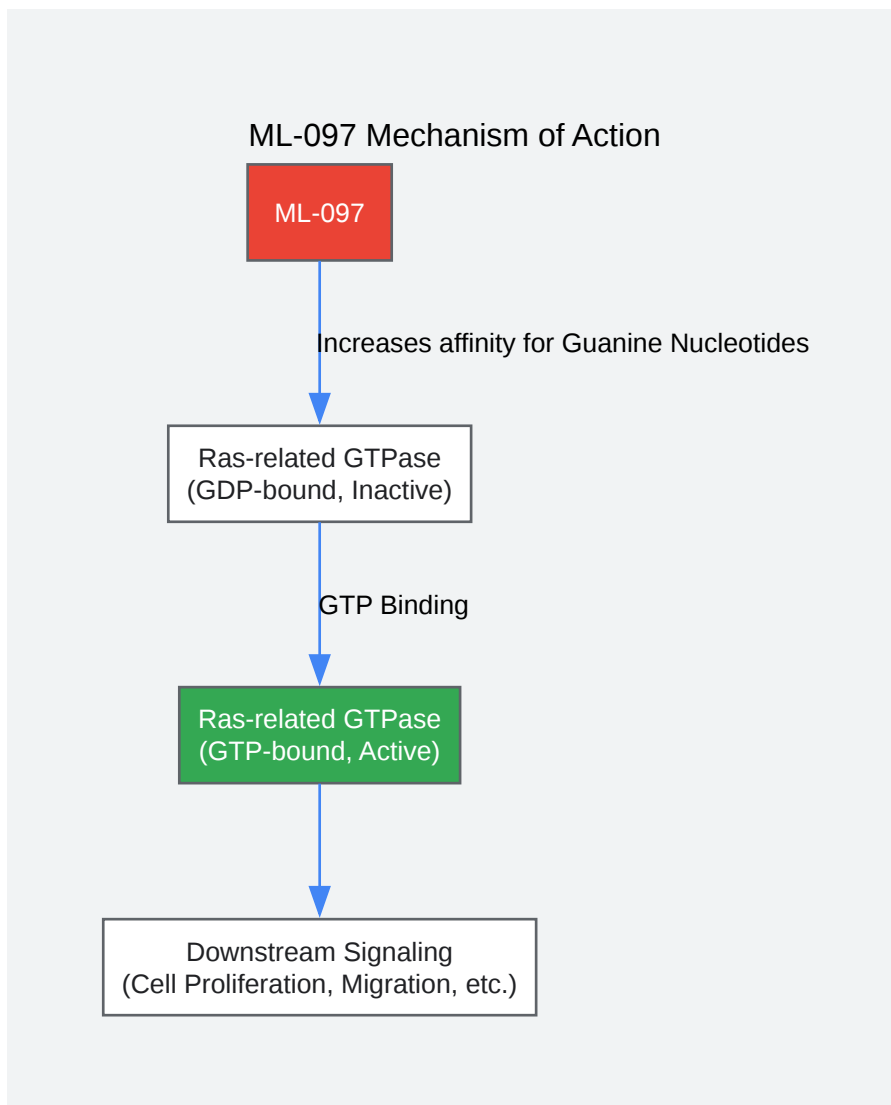 ML-097 Mechanism of Action
ML-097
Increases affinity for Guanine Nucleotides
Ras-related GTPase
(GDP-bound, Inactive)
GTP Binding
Ras-related GTPase
(GTP-bound, Active)
Downstream Signaling
(Cell Proliferation, Migration, etc.)